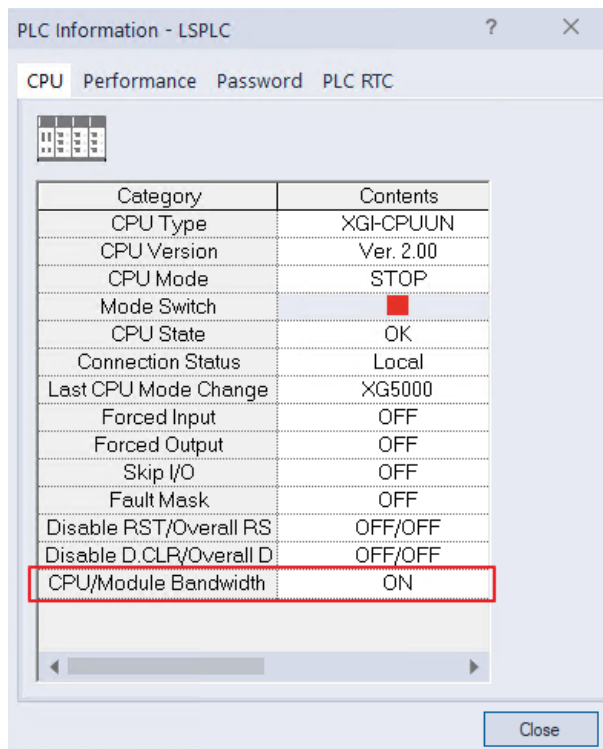 PLC Information - LSPLC ? ×
CPU Performance Password PLC RTC
Category Contents
CPU Type XGI-CPUUN
CPU Version Ver. 2.00
CPU Mode STOP
Mode Switch
CPU State OK
Connection Status Local
Last CPU Mode Change XG5000
Forced Input OFF
Forced Output OFF
Skip I/O OFF
Fault Mask OFF
Disable RST/Overall RS OFF/OFF
Disable D.CLR/Overall D OFF/OFF
CPU/Module Bandwidth ON
Close